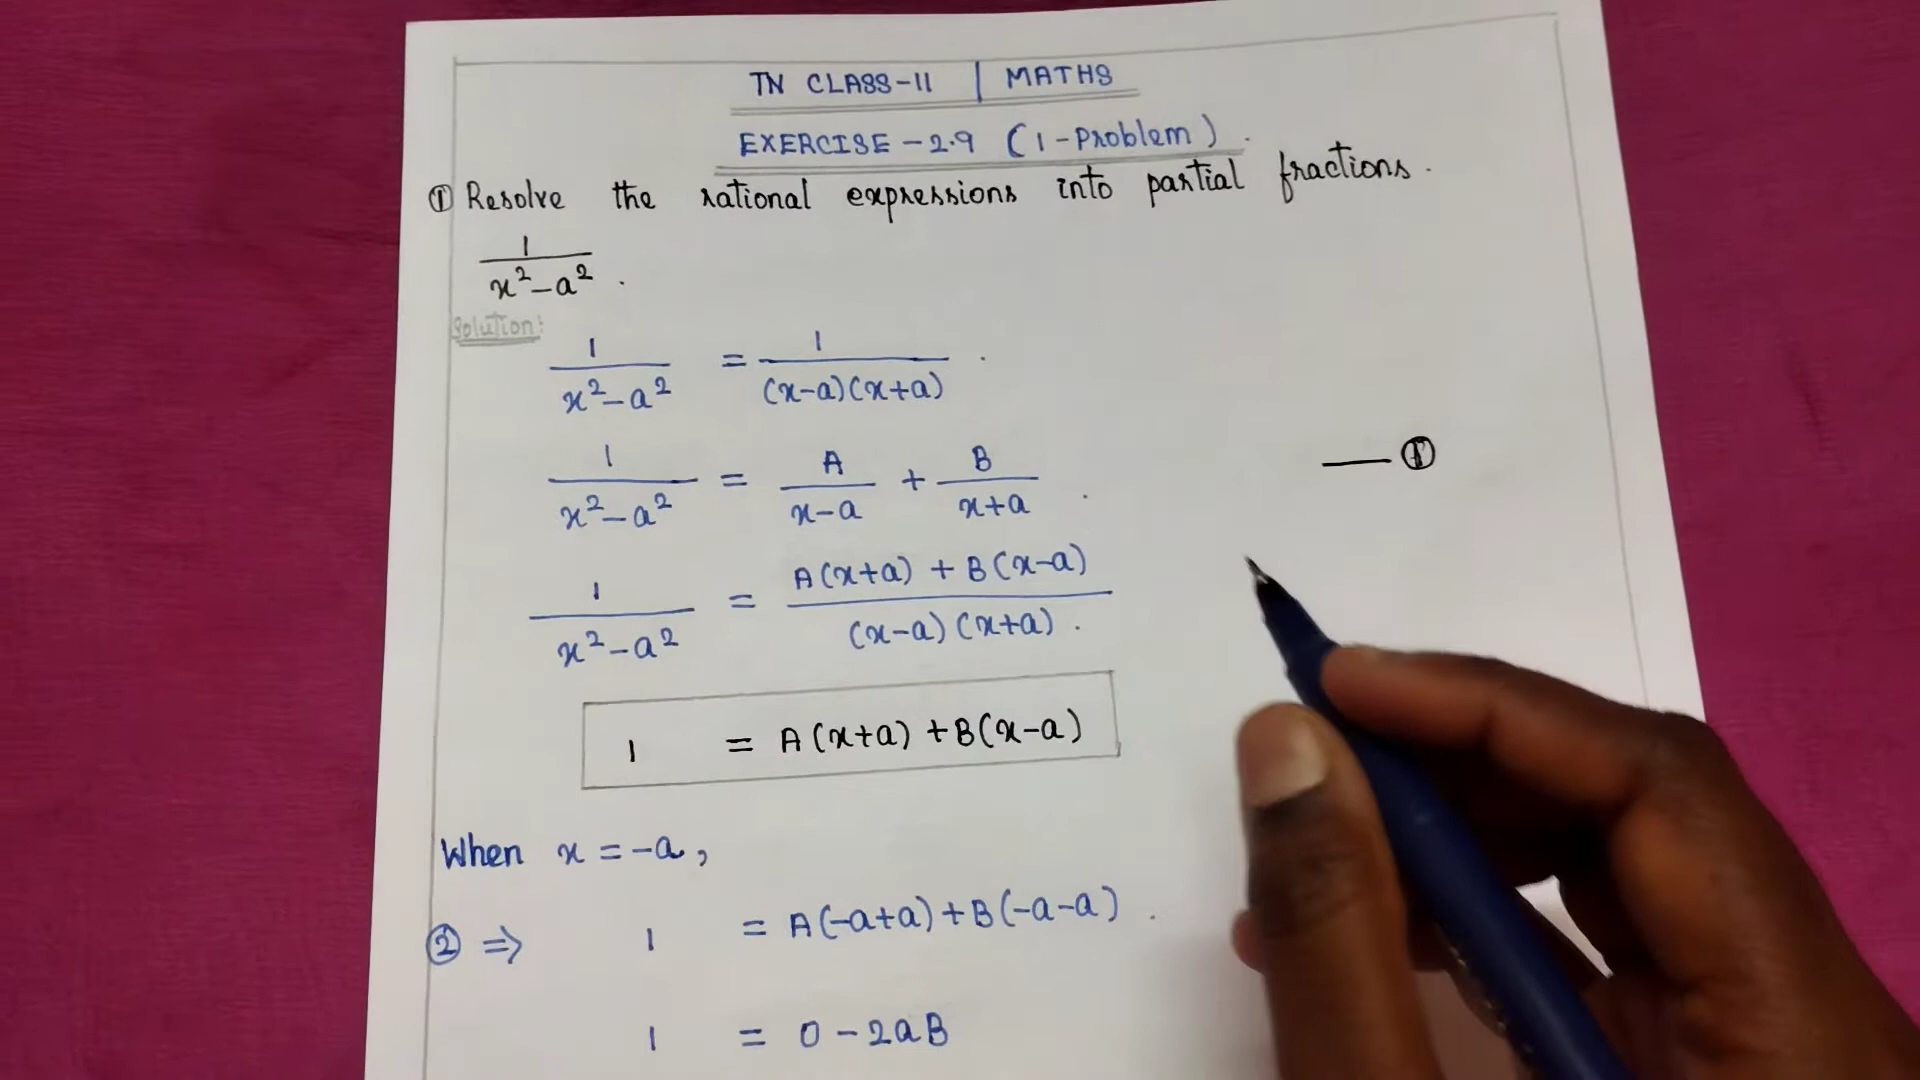 TN CLASS-11 | MATHS
EXERCISE - 2.9 (1-Problem).
① Resolve the rational expressions into partial fractions.
1/(x²-a²).
Solution:
1/(x²-a²) = 1/((x-a)(x+a)).
1/(x²-a²) = A/(x-a) + B/(x+a). —— ①
1/(x²-a²) = (A(x+a) + B(x-a))/((x-a)(x+a)).
1 = A(x+a) + B(x-a)
When x = -a,
② ⇒ 1 = A(-a+a) + B(-a-a).
1 = 0 - 2aB